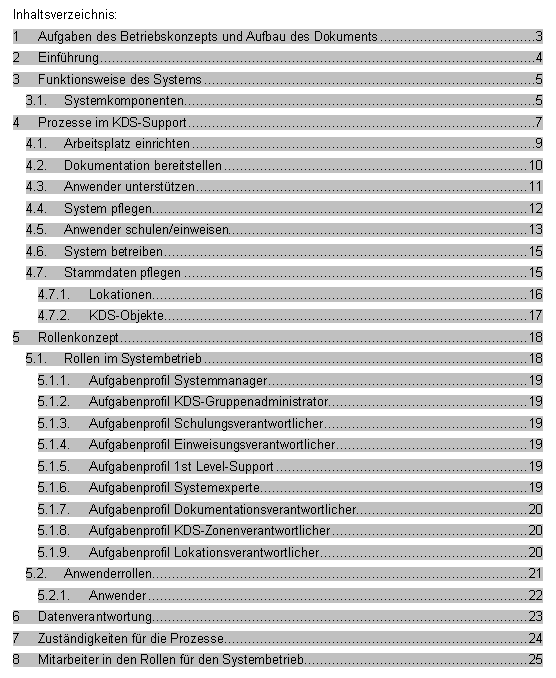 Inhaltsverzeichnis:
1 Aufgaben des Betriebskonzepts und Aufbau des Dokuments 3
2 Einführung 4
3 Funktionsweise des Systems 5
3.1. Systemkomponenten 5
4 Prozesse im KDS-Support 7
4.1. Arbeitsplatz einrichten 9
4.2. Dokumentation bereitstellen 10
4.3. Anwender unterstützen 11
4.4. System pflegen 12
4.5. Anwender schulen/einweisen 13
4.6. System betreiben 15
4.7. Stammdaten pflegen 15
4.7.1. Lokationen 16
4.7.2. KDS-Objekte 17
5 Rollenkonzept 18
5.1. Rollen im Systembetrieb 18
5.1.1. Aufgabenprofil Systemmanager 19
5.1.2. Aufgabenprofil KDS-Gruppenadministrator 19
5.1.3. Aufgabenprofil Schulungsverantwortlicher 19
5.1.4. Aufgabenprofil Einweisungsverantwortlicher 19
5.1.5. Aufgabenprofil 1st Level-Support 19
5.1.6. Aufgabenprofil Systemexperte 19
5.1.7. Aufgabenprofil Dokumentationsverantwortlicher 20
5.1.8. Aufgabenprofil KDS-Zonenverantwortlicher 20
5.1.9. Aufgabenprofil Lokationsverantwortlicher 20
5.2. Anwenderrollen 21
5.2.1. Anwender 22
6 Datenverantwortung 23
7 Zuständigkeiten für die Prozesse 24
8 Mitarbeiter in den Rollen für den Systembetrieb 25